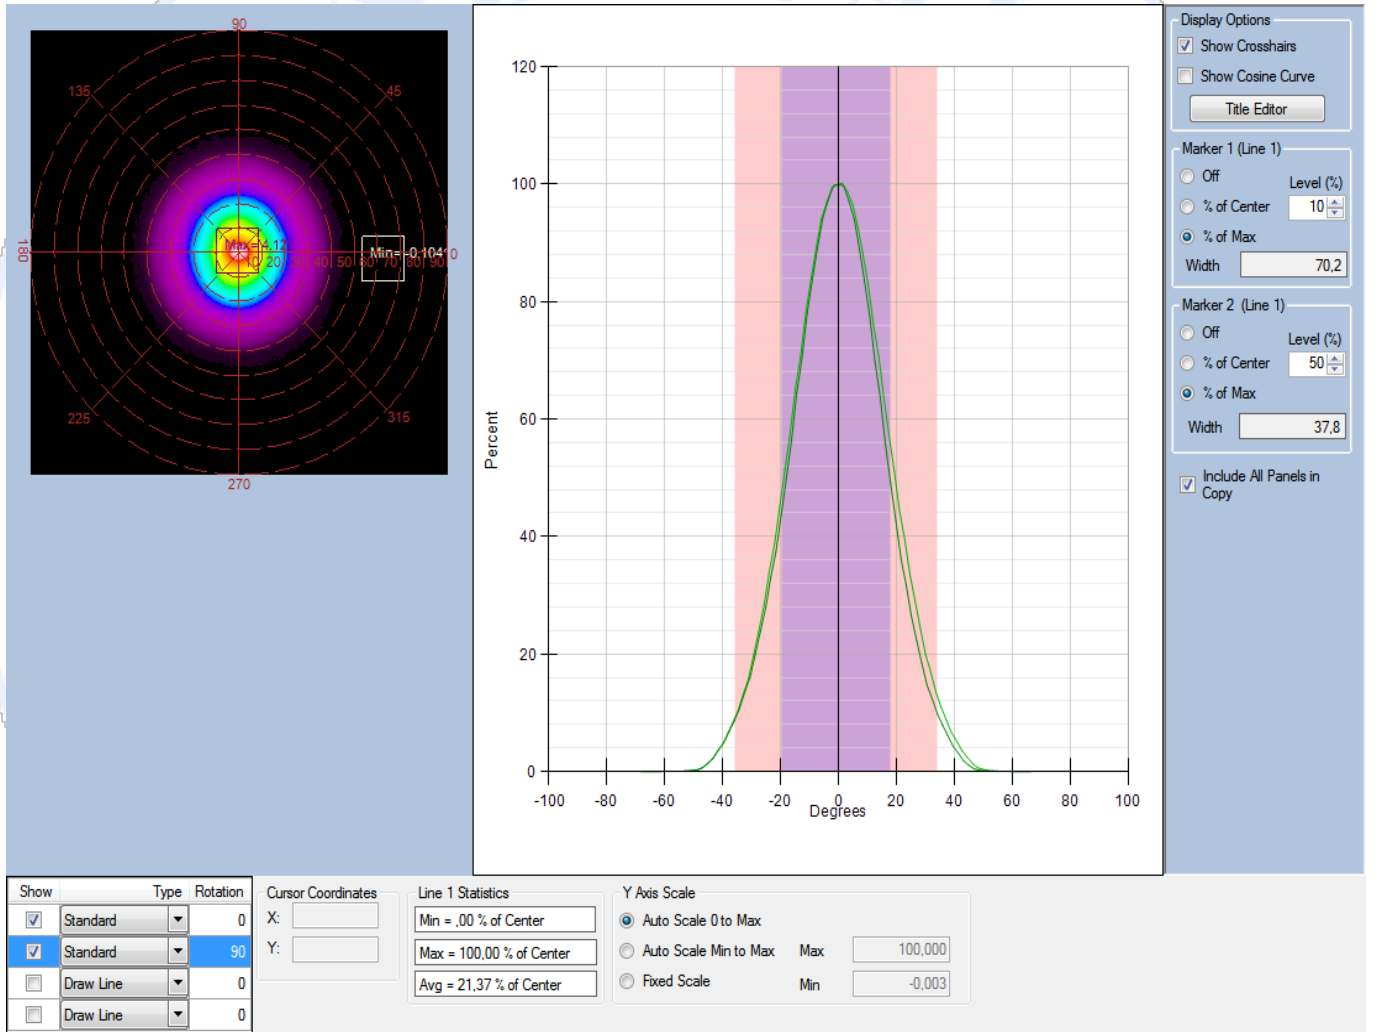 90
135
45
180
Max= 4.12
Min= -0.104
0
10 20 30 40 50 60 70 80 90
225
315
270
120
100
80
60
40
20
0
Percent
-100 -80 -60 -40 -20 0 20 40 60 80 100
Degrees
Display Options
Show Crosshairs
Show Cosine Curve
Title Editor
Marker 1 (Line 1)
Off
Level (%)
% of Center 10
% of Max
Width 70,2
Marker 2 (Line 1)
Off
Level (%)
% of Center 50
% of Max
Width 37,8
Include All Panels in
Copy
Show Type Rotation
Standard 0
Standard 90
Draw Line 0
Draw Line 0
Cursor Coordinates
X:
Y:
Line 1 Statistics
Min = ,00 % of Center
Max = 100,00 % of Center
Avg = 21,37 % of Center
Y Axis Scale
Auto Scale 0 to Max
Auto Scale Min to Max Max 100,000
Fixed Scale Min -0,003